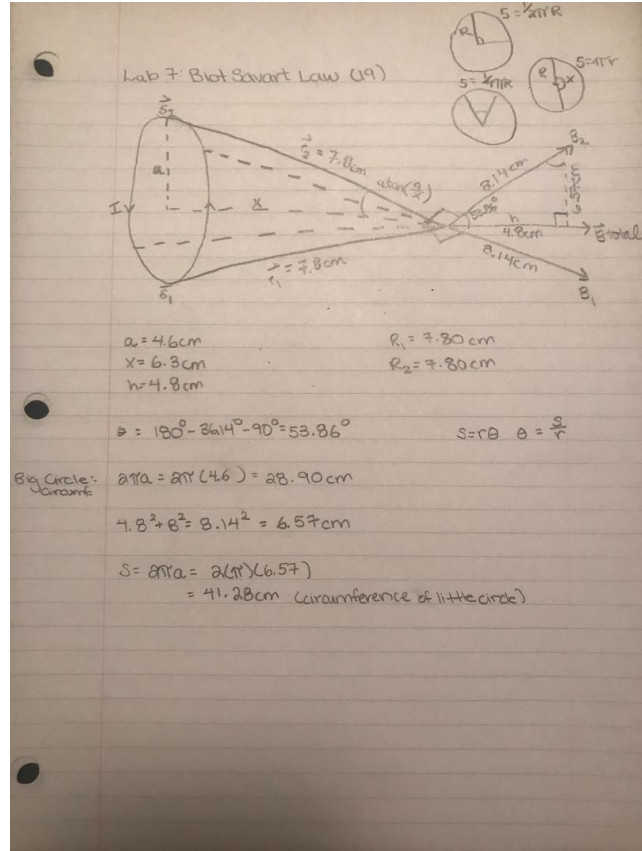 S = 1/2πR
R
Lab 7: Biot Savart Law (19)
S = πr
R
x
S2
r2 = 7.8cm
a
atan(a/x)
I
x
B2
8.14cm
53.86°
h
4.8cm
B total
r1 = 7.8cm
8.14cm
S1
B1
a = 4.6cm
R1 = 7.80 cm
x = 6.3cm
R2 = 7.80 cm
h = 4.8cm
θ = 180° - 36.14° - 90° = 53.86°
s = rθ θ = s/r
Big Circle:
circumf
2πa = 2π (4.6) = 28.90cm
4.8² + B² = 8.14² = 6.57cm
S = 2πa = 2(π)(6.57)
= 41.28cm (circumference of little circle)